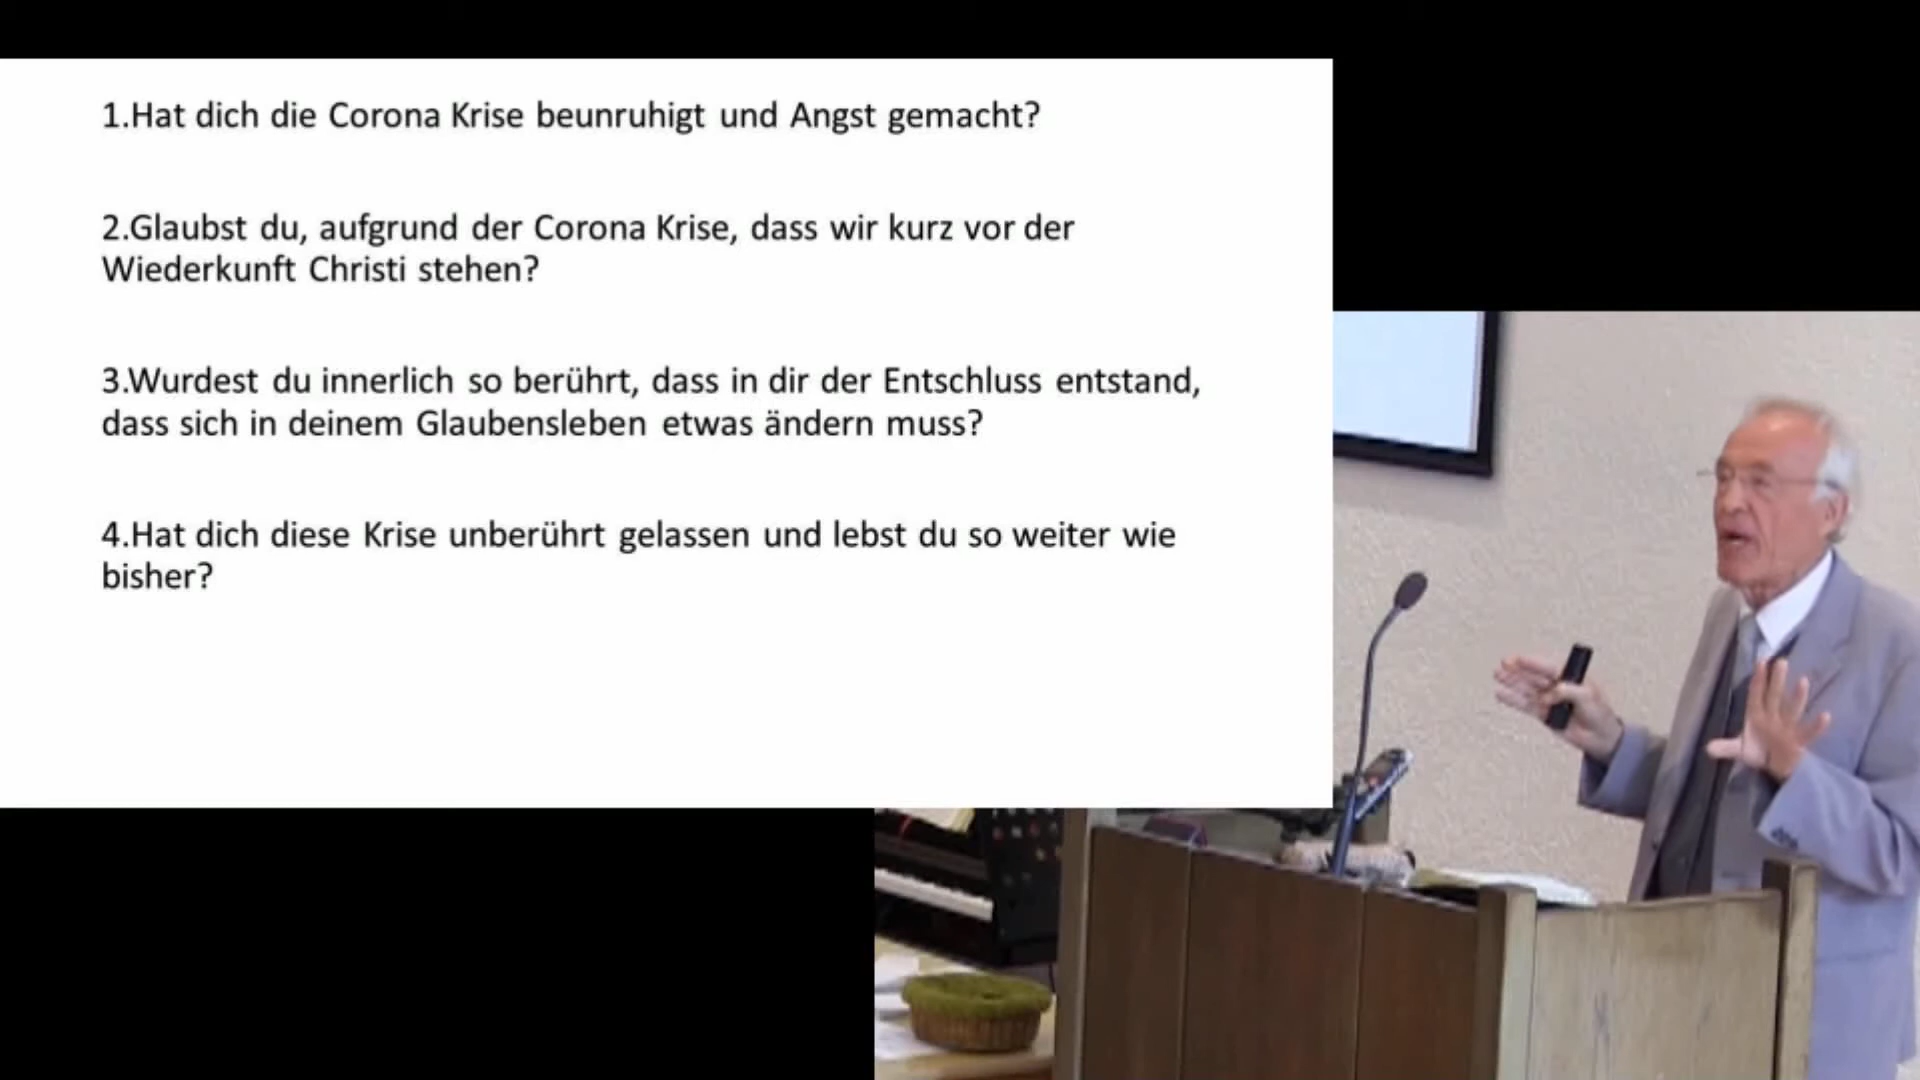 1.Hat dich die Corona Krise beunruhigt und Angst gemacht?
2.Glaubst du, aufgrund der Corona Krise, dass wir kurz vor der
Wiederkunft Christi stehen?
3.Wurdest du innerlich so berührt, dass in dir der Entschluss entstand,
dass sich in deinem Glaubensleben etwas ändern muss?
4.Hat dich diese Krise unberührt gelassen und lebst du so weiter wie
bisher?